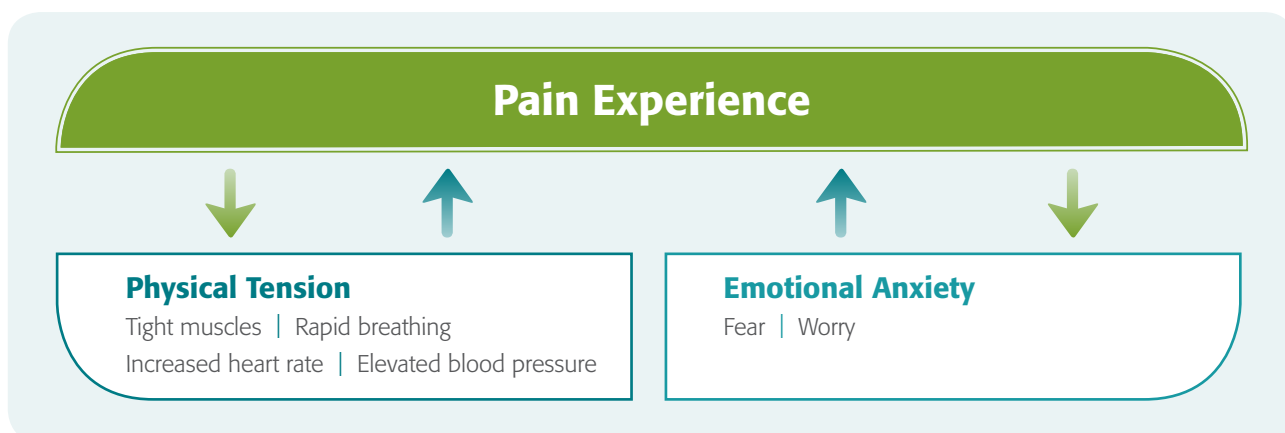 Pain Experience
Physical Tension
Tight muscles | Rapid breathing
Increased heart rate | Elevated blood pressure
Emotional Anxiety
Fear | Worry